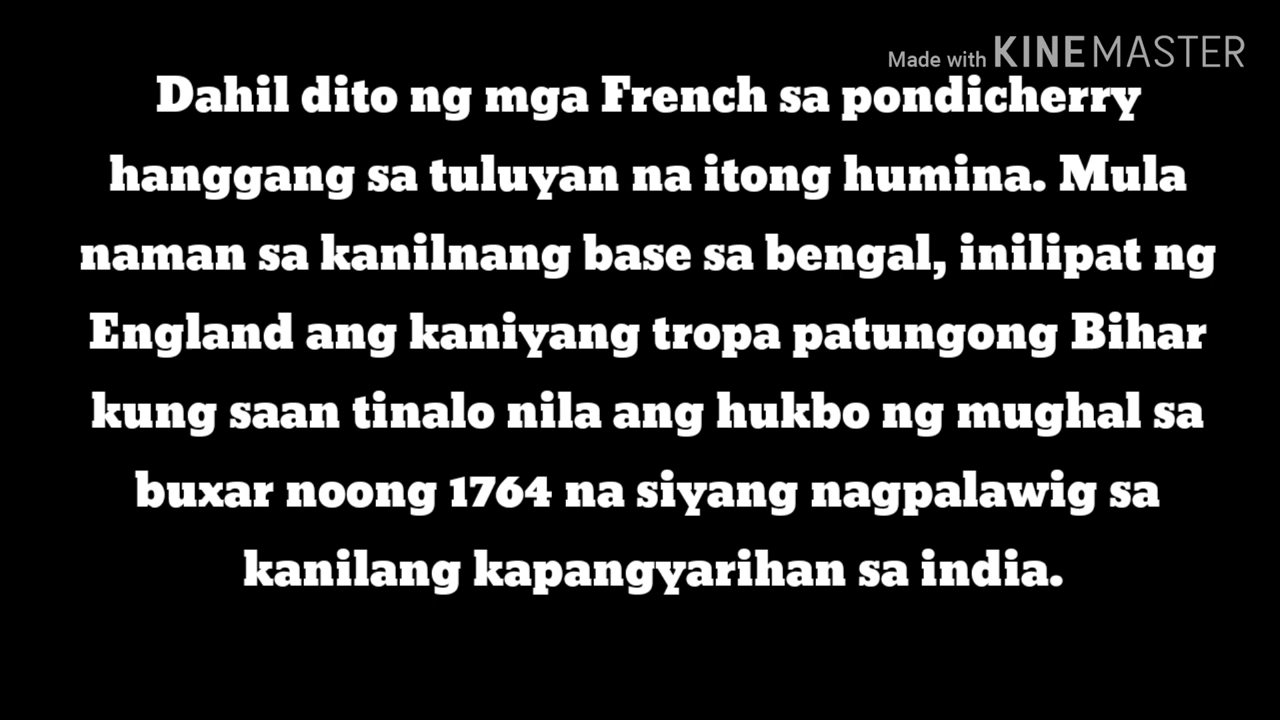 Made with KINEMASTER
Dahil dito ng mga French sa pondicherry
hanggang sa tuluyan na itong humina. Mula
naman sa kanilnang base sa bengal, inilipat ng
England ang kaniyang tropa patungong Bihar
kung saan tinalo nila ang hukbo ng mughal sa
buxar noong 1764 na siyang nagpalawig sa
kanilang kapangyarihan sa india.